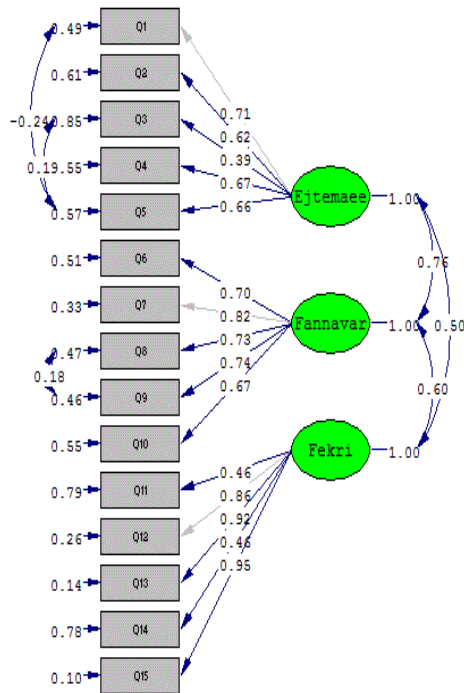 0.49 Q1
0.61 Q2
-0.24 0.85 Q3
0.19 .55 Q4
0.57 Q5
0.51 Q6
0.33 Q7
0.47 Q8
0.18
0.46 Q9
0.55 Q10
0.79 Q11
0.26 Q12
0.14 Q13
0.78 Q14
0.10 Q15
0.71
0.62
0.39
0.67
0.66
Ejtemaee 1.00
0.70
0.82
0.73
0.74
0.67
Fannavar 1.00
0.46
0.86
0.92
0.46
0.95
Fekri 1.00
0.76
0.50
0.60